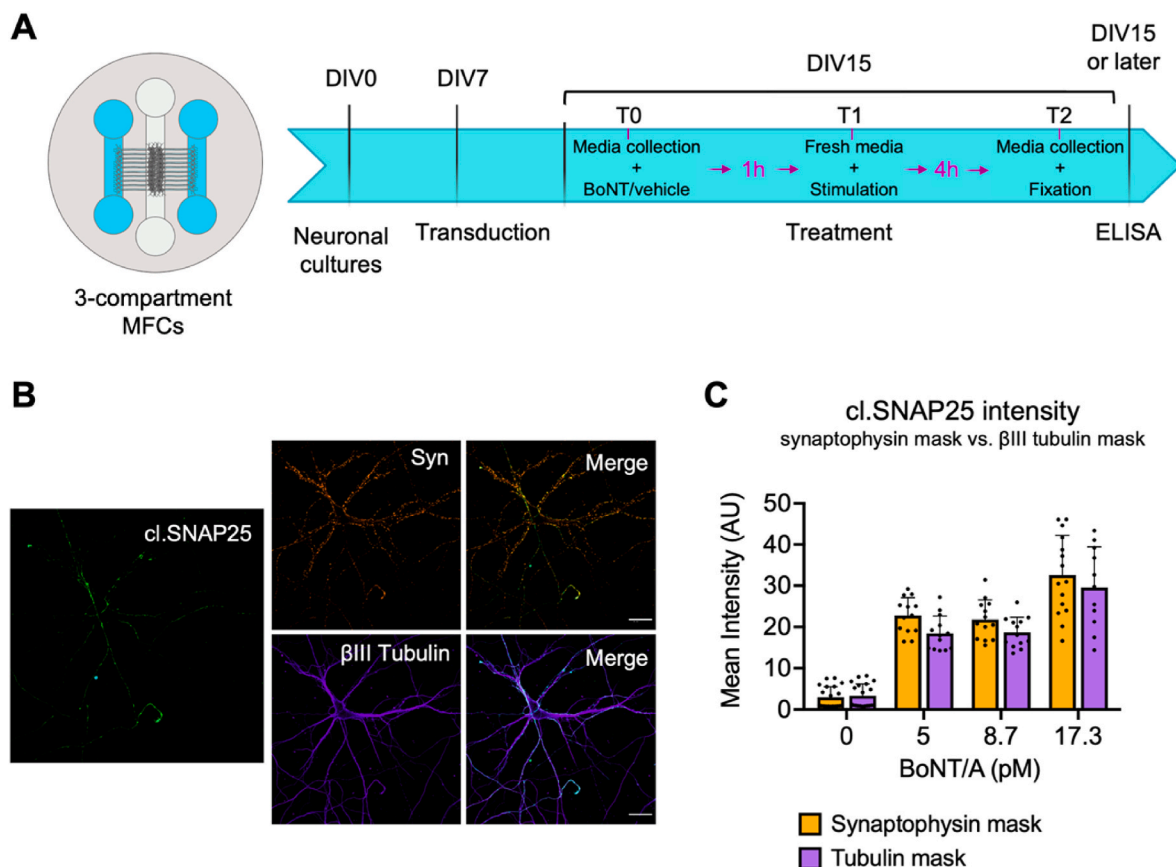 A
3-compartment
MFCs
DIV0
DIV7
DIV15
DIV15
or later
T0
T1
T2
Media collection
+
BoNT/vehicle
1h
Fresh media
+
Stimulation
4h
Media collection
+
Fixation
Neuronal
cultures
Transduction
Treatment
ELISA
B
cl.SNAP25
Syn
Merge
βIII Tubulin
Merge
C
cl.SNAP25 intensity
synaptophysin mask vs. βIII tubulin mask
Mean Intensity (AU)
50
40
30
20
10
0
0
5
8.7
17.3
BoNT/A (pM)
Synaptophysin mask
Tubulin mask